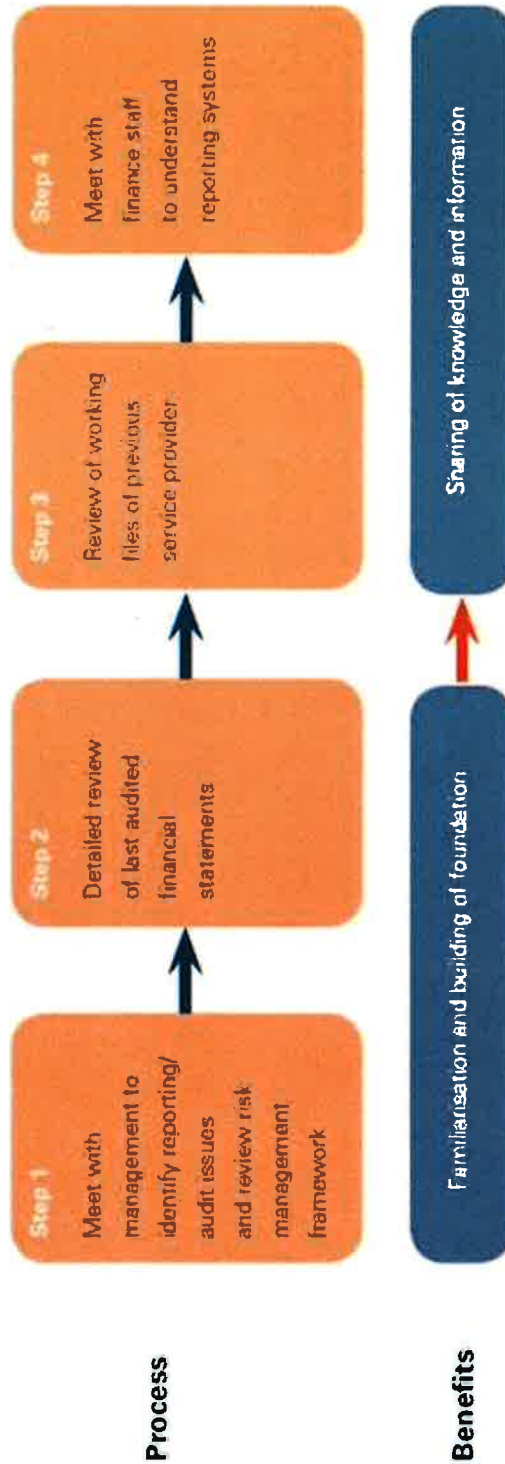 Process
Step 1
Meet with
management to
identify reporting/
audit issues
and review risk
management
framework
Step 2
Detailed review
of last audited
financial
statements
Step 3
Review of working
files of previous
service provider
Step 4
Meet with
finance staff
to understand
reporting systems
Benefits
Familiarisation and building of foundation
Sharing of knowledge and information